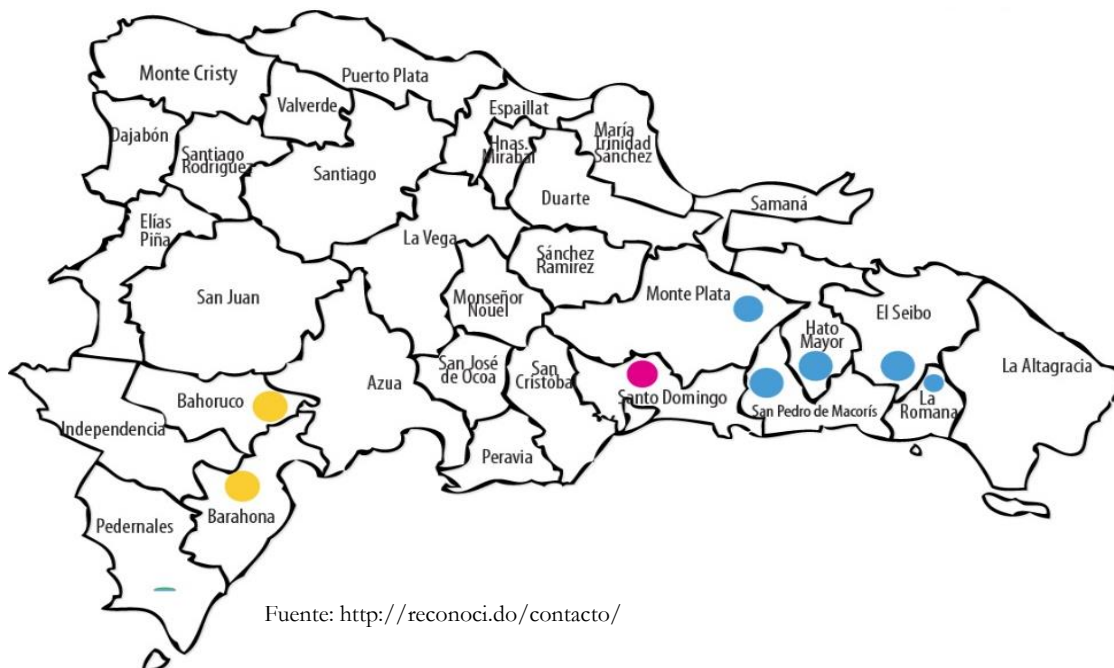 Monte Cristy
Puerto Plata
Valverde
Espaillat
Dajabón
Santiago
Rodríguez
Santiago
Hnas.
Mirabal
María
Trinidad
Sánchez
Duarte
Samaná
Elías
Piña
La Vega
Sánchez
Ramirez
San Juan
Monseñor
Nouel
Monte Plata
El Seibo
Hato
Mayor
La Altagracia
San José
de Ocoa
San
Cristóba
Azua
Bahoruco
Santo Domingo
San Pedro de Macorís
La
Romana
Independencia
Peravia
Barahona
Pedernales
Fuente: http://reconoci.do/contacto/